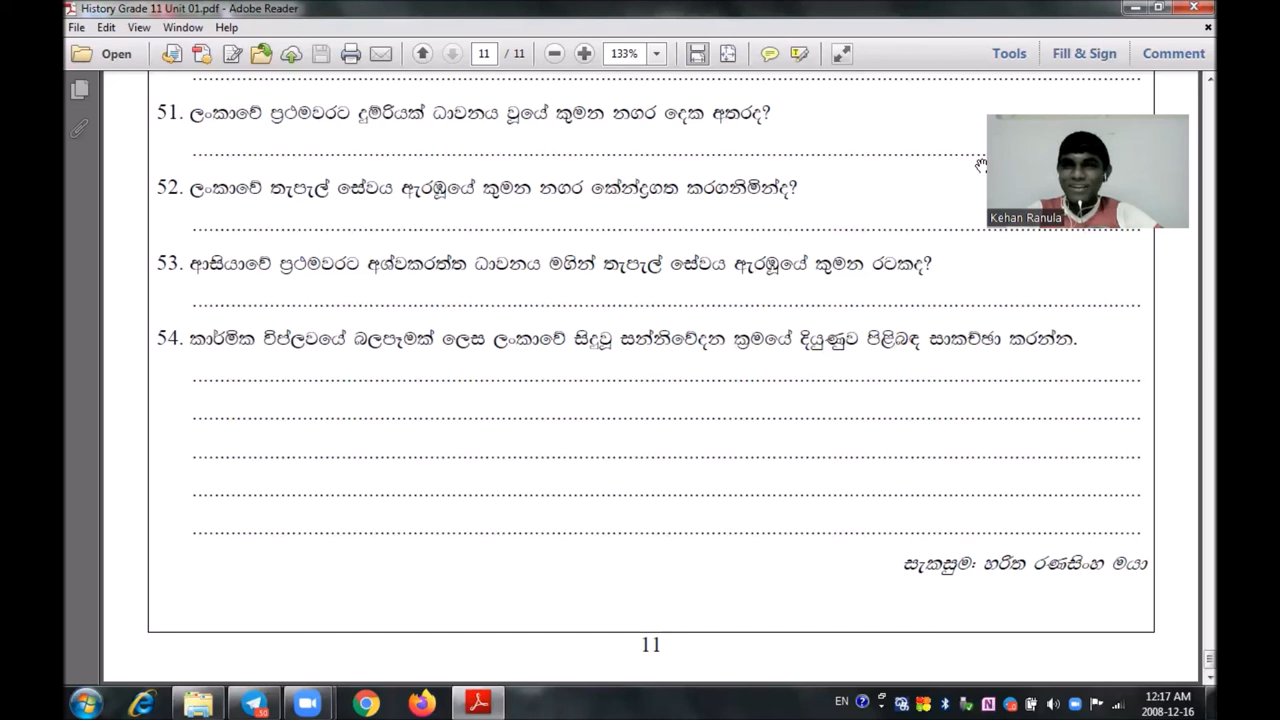 History Grade 11 Unit 01.pdf - Adobe Reader
File Edit View Window Help
Open 11 / 11 133% Tools Fill & Sign Comment
51. ලංකාවේ ප්‍රථමවරට දුම්රියක් ධාවනය වූයේ කුමන නගර දෙක අතරද?
52. ලංකාවේ තැපැල් සේවය ඇරඹූයේ කුමන නගර කේන්ද්‍රගත කරගනිමින්ද?
Kehan Ranula
53. ආසියාවේ ප්‍රථමවරට අශ්වකරත්ත ධාවනය මගින් තැපැල් සේවය ඇරඹූයේ කුමන රටකද?
54. කාර්මික විප්ලවයේ බලපෑමක් ලෙස ලංකාවේ සිදුවූ සන්නිවේදන ක්‍රමයේ දියුණුව පිළිබඳ සාකච්ඡා කරන්න.
සැකසුම: හරිත රණසිංහ මයා
11
EN 12:17 AM
2008-12-16